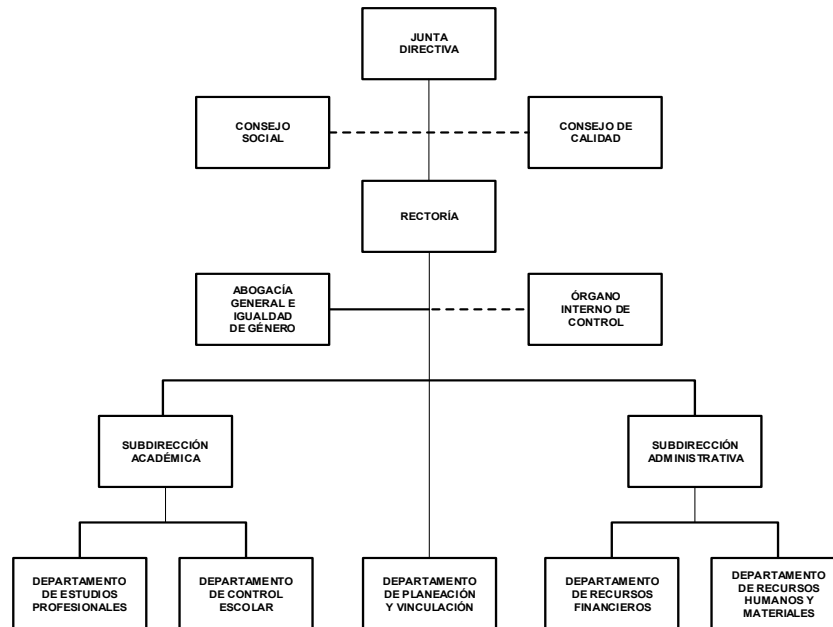 JUNTA
DIRECTIVA
CONSEJO
SOCIAL
CONSEJO DE
CALIDAD
RECTORÍA
ABOGACÍA
GENERAL E
IGUALDAD
DE GÉNERO
ÓRGANO
INTERNO DE
CONTROL
SUBDIRECCIÓN
ACADÉMICA
SUBDIRECCIÓN
ADMINISTRATIVA
DEPARTAMENTO
DE ESTUDIOS
PROFESIONALES
DEPARTAMENTO
DE CONTROL
ESCOLAR
DEPARTAMENTO
DE PLANEACIÓN
Y VINCULACIÓN
DEPARTAMENTO
DE RECURSOS
FINANCIEROS
DEPARTAMENTO
DE RECURSOS
HUMANOS Y
MATERIALES